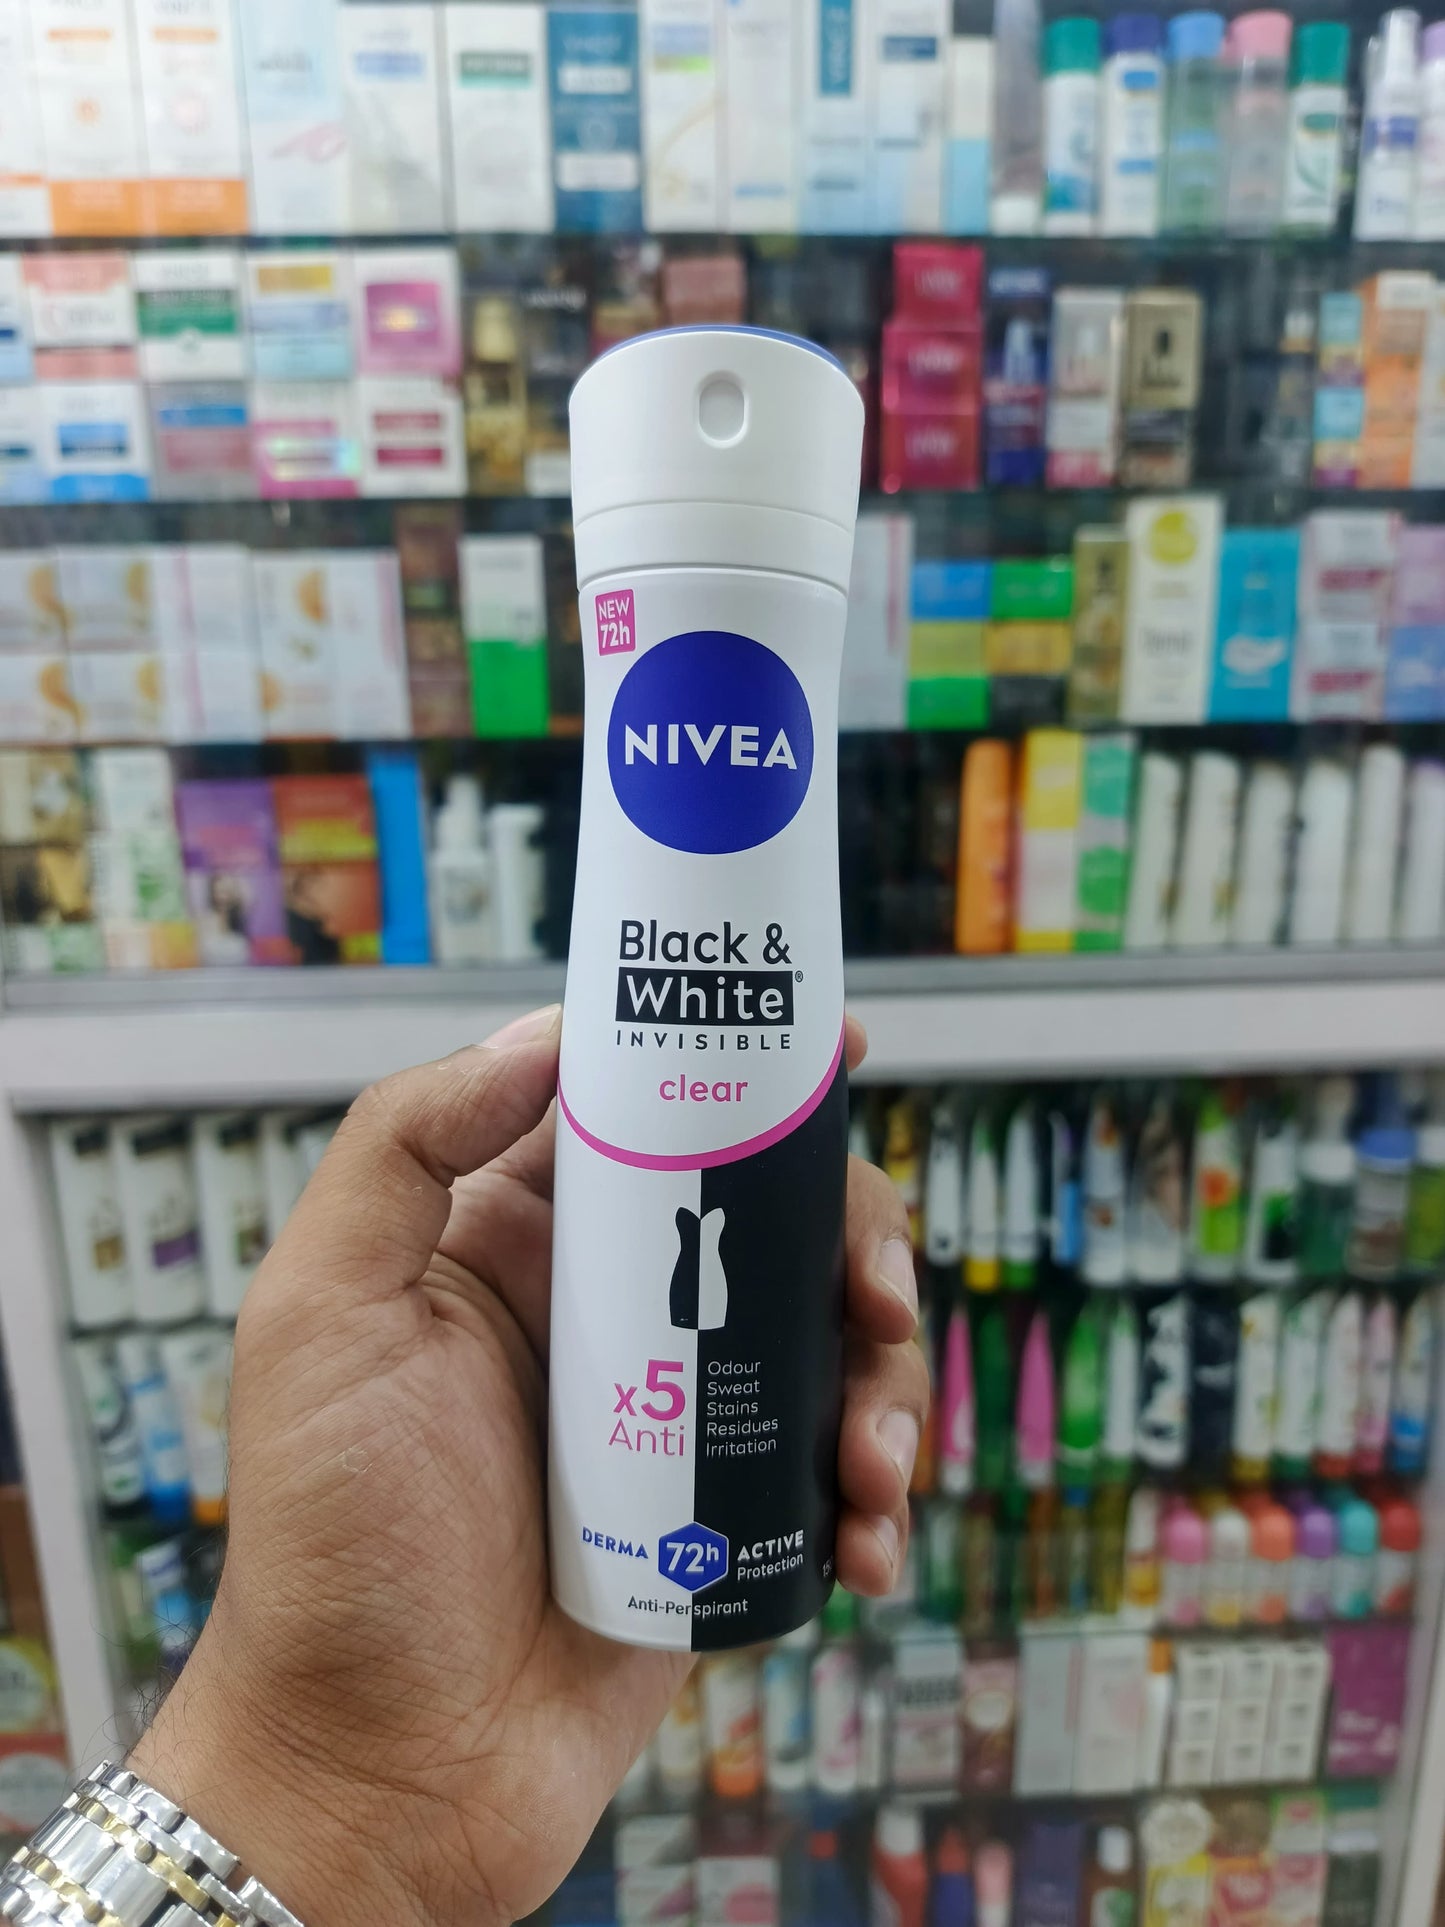 NEW
72h
NIVEA
Black &
White®
INVISIBLE
clear
x5
Anti
Odour
Sweat
Stains
Residues
Irritation
DERMA
72h
ACTIVE
Protection
Anti-Perspirant